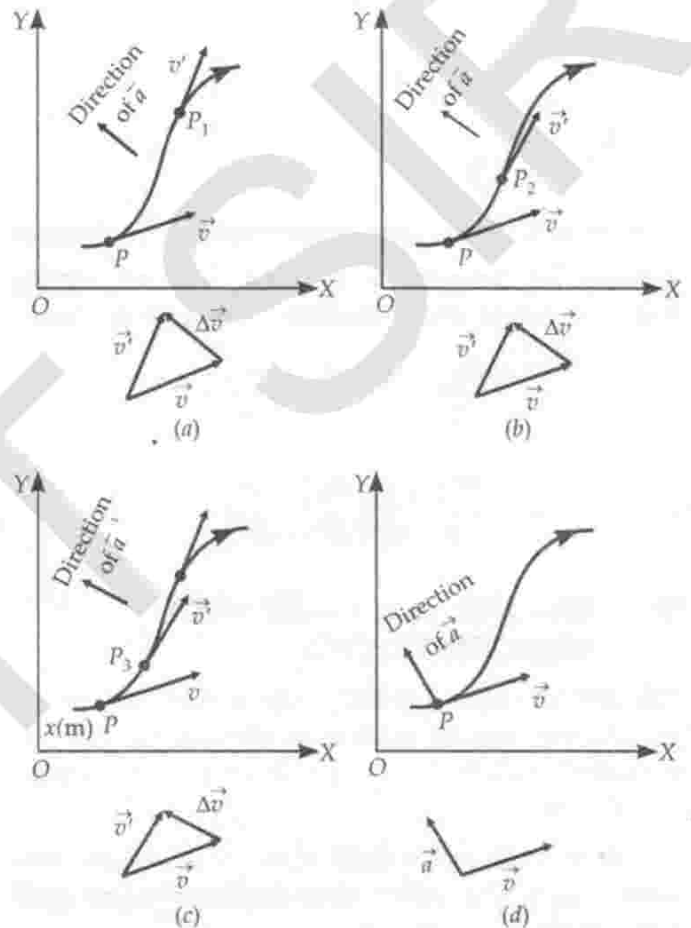 Y
Y
v⃗'
Direction
of a⃗
P₁
v⃗
P
O
X
Direction
of a⃗
v⃗'
P₂
v⃗
P
O
X
v⃗'
Δv⃗
v⃗
(a)
v⃗'
Δv⃗
v⃗
(b)
Y
Y
Direction
of a⃗
v⃗'
P₃
v
x(m)
P
O
X
Direction
of a⃗
v⃗
P
O
X
v⃗'
Δv⃗
v⃗
(c)
a⃗
v⃗
(d)